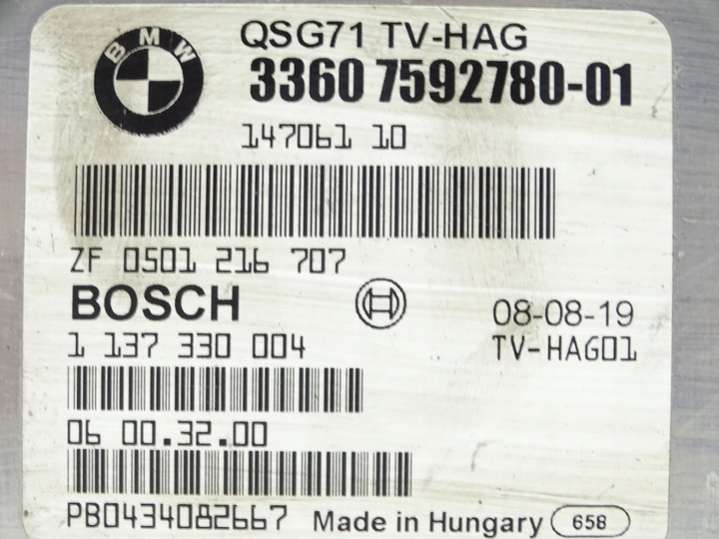 BMW
QSG71 TV-HAG
3360 7592780-01
147061 10
ZF 0501 216 707
BOSCH
08-08-19
1 137 330 004
TV-HAG01
06 00.32.00
PB0434082667
Made in Hungary 658